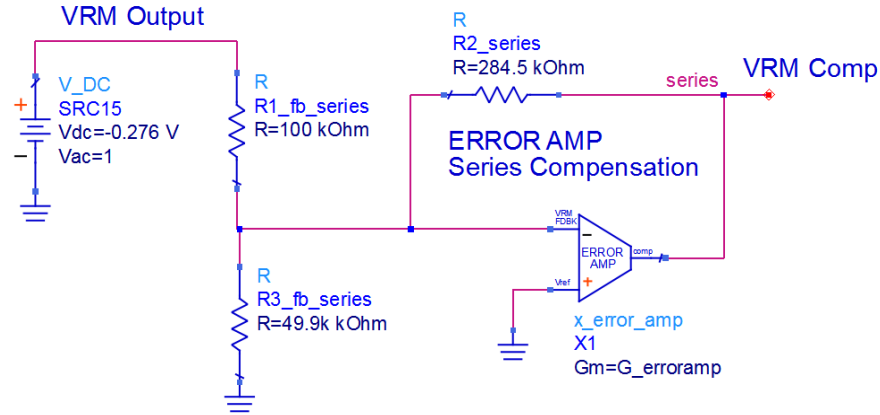 VRM Output
V_DC
SRC15
Vdc=-0.276 V
Vac=1
R
R1_fb_series
R=100 kOhm
R
R2_series
R=284.5 kOhm
series
VRM Comp
ERROR AMP
Series Compensation
R
R3_fb_series
R=49.9k kOhm
VRM
FDBK
ERROR
AMP
comp
Vref
x_error_amp
X1
Gm=G_erroramp